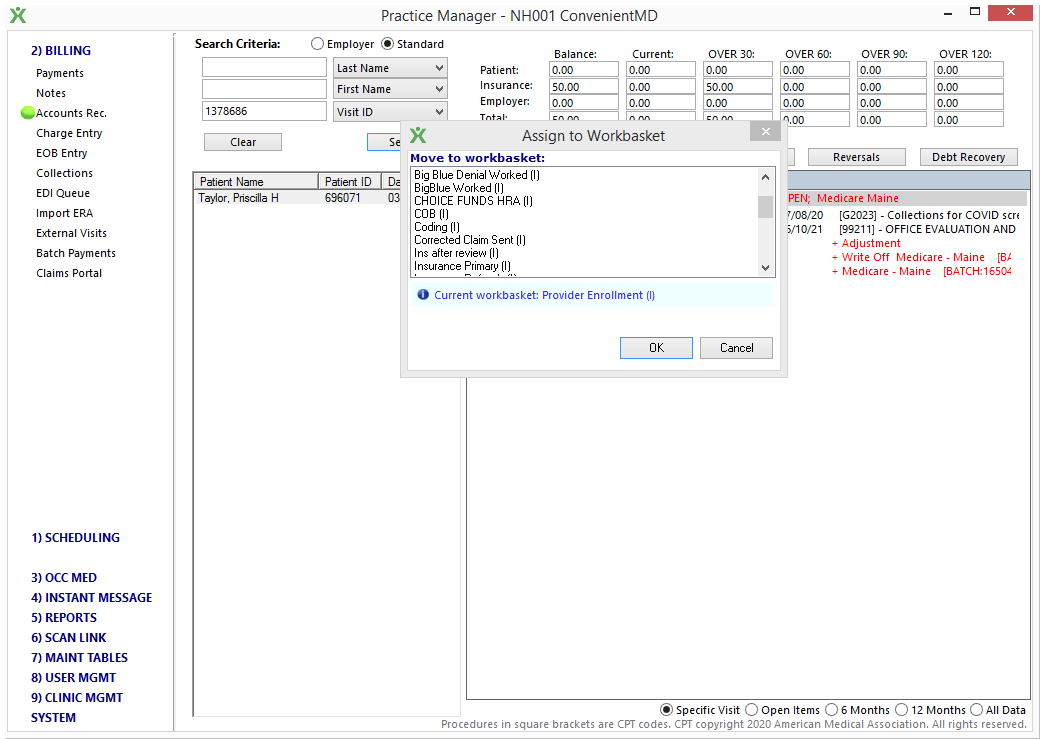 Practice Manager - NH001 ConvenientMD
2) BILLING
Payments
Notes
Accounts Rec.
Charge Entry
EOB Entry
Collections
EDI Queue
Import ERA
External Visits
Batch Payments
Claims Portal
1) SCHEDULING
3) OCC MED
4) INSTANT MESSAGE
5) REPORTS
6) SCAN LINK
7) MAINT TABLES
8) USER MGMT
9) CLINIC MGMT
SYSTEM
Search Criteria: Employer Standard
Last Name
First Name
1378686 Visit ID
Clear Se
Balance: Current: OVER 30: OVER 60: OVER 90: OVER 120:
Patient: 0.00 0.00 0.00 0.00 0.00 0.00
Insurance: 50.00 0.00 50.00 0.00 0.00 0.00
Employer: 0.00 0.00 0.00 0.00 0.00 0.00
Total: 50.00 0.00 50.00 0.00 0.00 0.00
Reversals Debt Recovery
Patient Name Patient ID Da
Taylor, Priscilla H 696071 03
Assign to Workbasket
Move to workbasket:
Big Blue Denial Worked (I)
BigBlue Worked (I)
CHOICE FUNDS HRA (I)
COB (I)
Coding (I)
Corrected Claim Sent (I)
Ins after review (I)
Insurance Primary (I)
Current workbasket: Provider Enrollment (I)
OK Cancel
PEN; Medicare Maine
7/08/20 [G2023] - Collections for COVID scre
5/10/21 [99211] - OFFICE EVALUATION AND
+ Adjustment
+ Write Off Medicare - Maine [BA
+ Medicare - Maine [BATCH:16504
Specific Visit Open Items 6 Months 12 Months All Data
Procedures in square brackets are CPT codes. CPT copyright 2020 American Medical Association. All rights reserved.